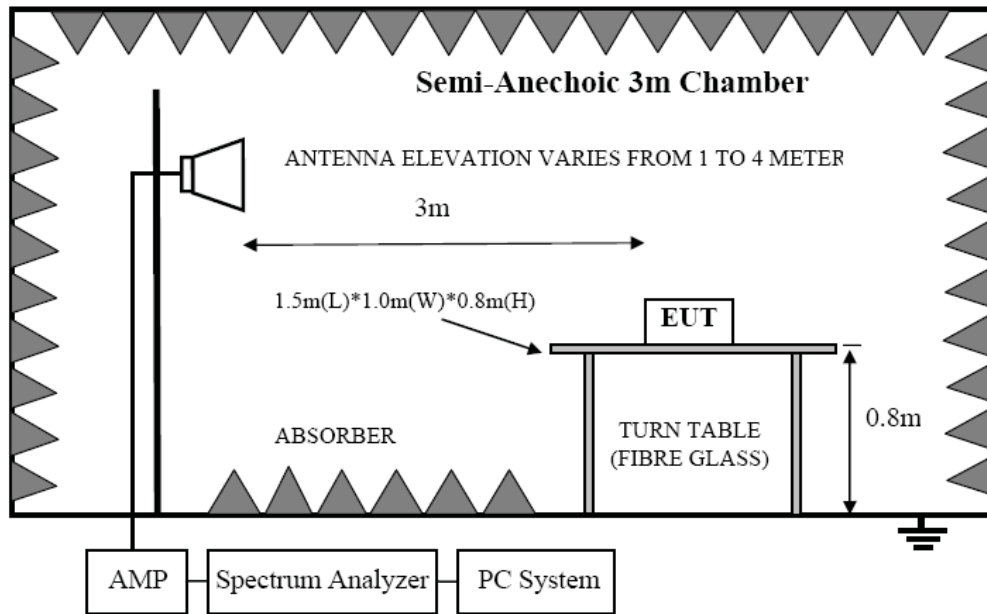 Semi-Anechoic 3m Chamber
ANTENNA ELEVATION VARIES FROM 1 TO 4 METER
3m
1.5m(L)*1.0m(W)*0.8m(H)
EUT
0.8m
ABSORBER
TURN TABLE
(FIBRE GLASS)
AMP
Spectrum Analyzer
PC System